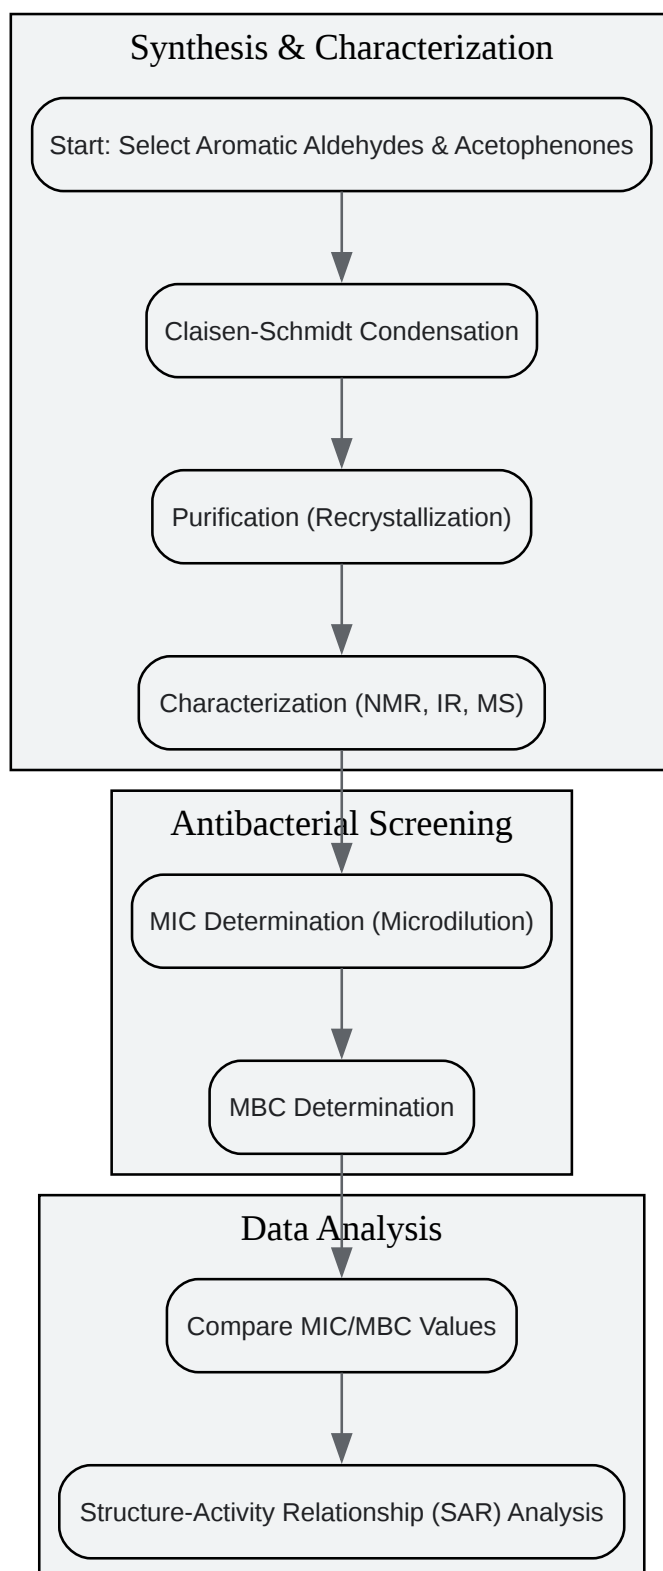 Synthesis & Characterization
Start: Select Aromatic Aldehydes & Acetophenones
Claisen-Schmidt Condensation
Purification (Recrystallization)
Characterization (NMR, IR, MS)
Antibacterial Screening
MIC Determination (Microdilution)
MBC Determination
Data Analysis
Compare MIC/MBC Values
Structure-Activity Relationship (SAR) Analysis